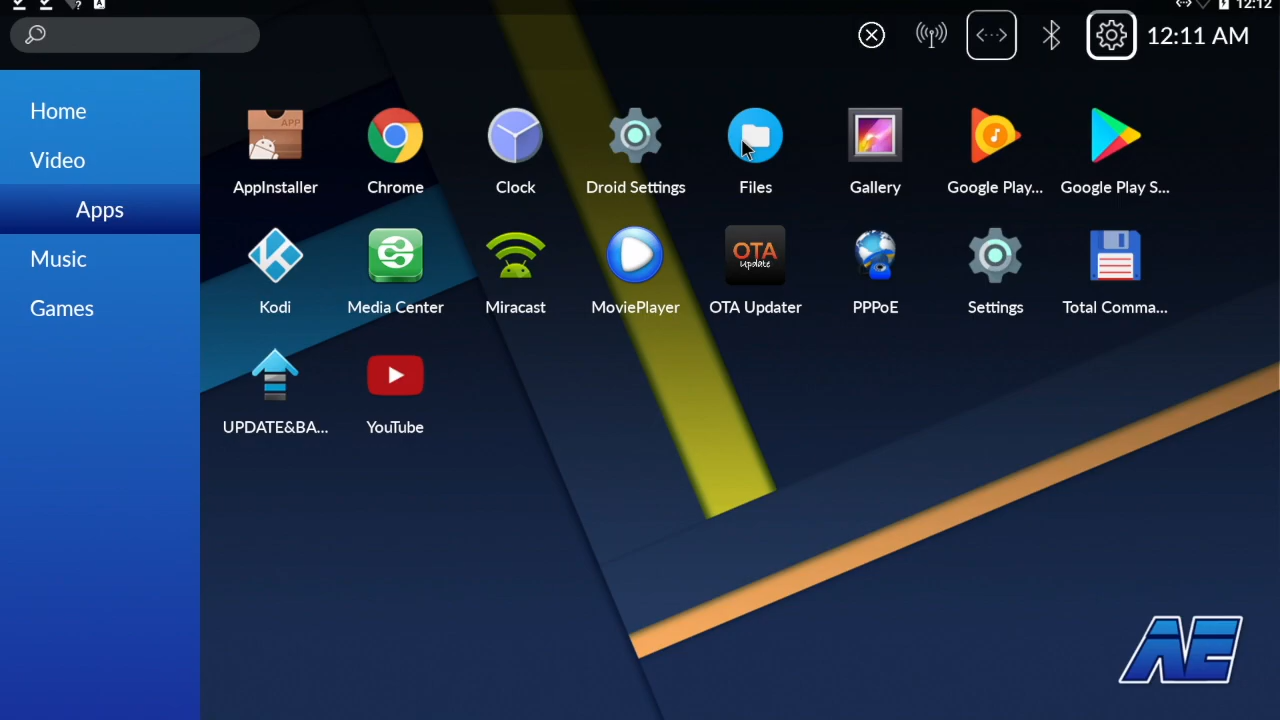 12:12
12:11 AM
Home
Video
Apps
Music
Games
APP
AppInstaller
Chrome
Clock
Droid Settings
Files
Gallery
Google Play...
Google Play S...
OTA
Update
Kodi
Media Center
Miracast
MoviePlayer
OTA Updater
PPPoE
Settings
Total Comma...
UPDATE&BA...
YouTube
AE